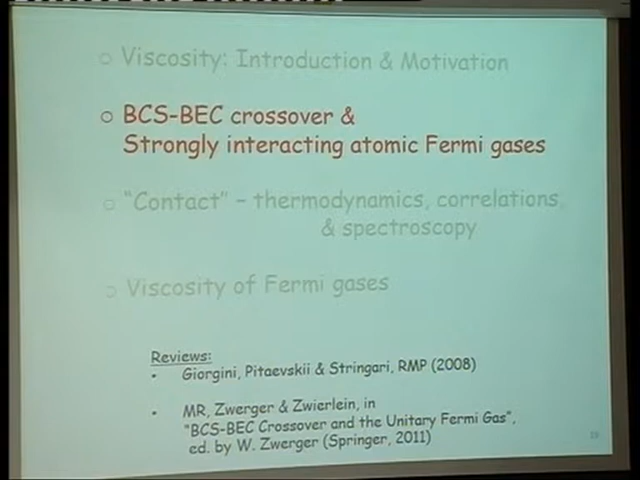 ○ Viscosity: Introduction & Motivation
○ BCS-BEC crossover &
Strongly interacting atomic Fermi gases
○ "Contact" – thermodynamics, correlations,
& spectroscopy
○ Viscosity of Fermi gases
Reviews:
• Giorgini, Pitaevskii & Stringari, RMP (2008)
• MR, Zwerger & Zwierlein, in
"BCS-BEC Crossover and the Unitary Fermi Gas",
ed. by W. Zwerger (Springer, 2011)